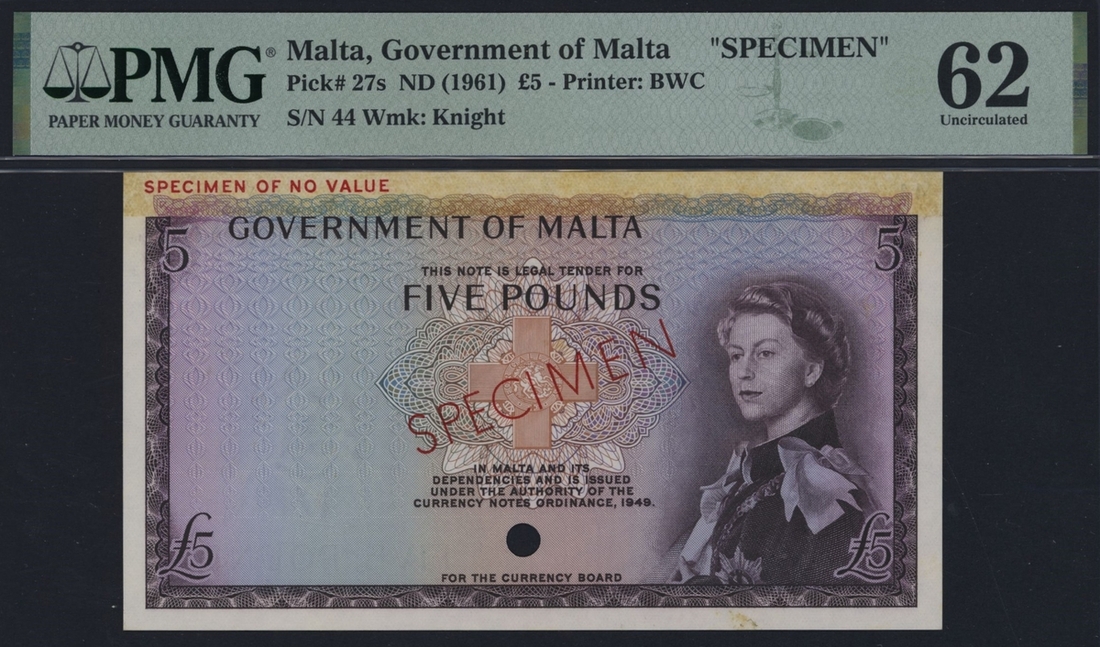 PMG®
PAPER MONEY GUARANTY
Malta, Government of Malta "SPECIMEN"
Pick# 27s ND (1961) £5 - Printer: BWC
S/N 44 Wmk: Knight
62
Uncirculated
SPECIMEN OF NO VALUE
5
GOVERNMENT OF MALTA
5
THIS NOTE IS LEGAL TENDER FOR
FIVE POUNDS
SPECIMEN
IN MALTA AND ITS
DEPENDENCIES AND IS ISSUED
UNDER THE AUTHORITY OF THE
CURRENCY NOTES ORDINANCE, 1949.
£5
£5
FOR THE CURRENCY BOARD